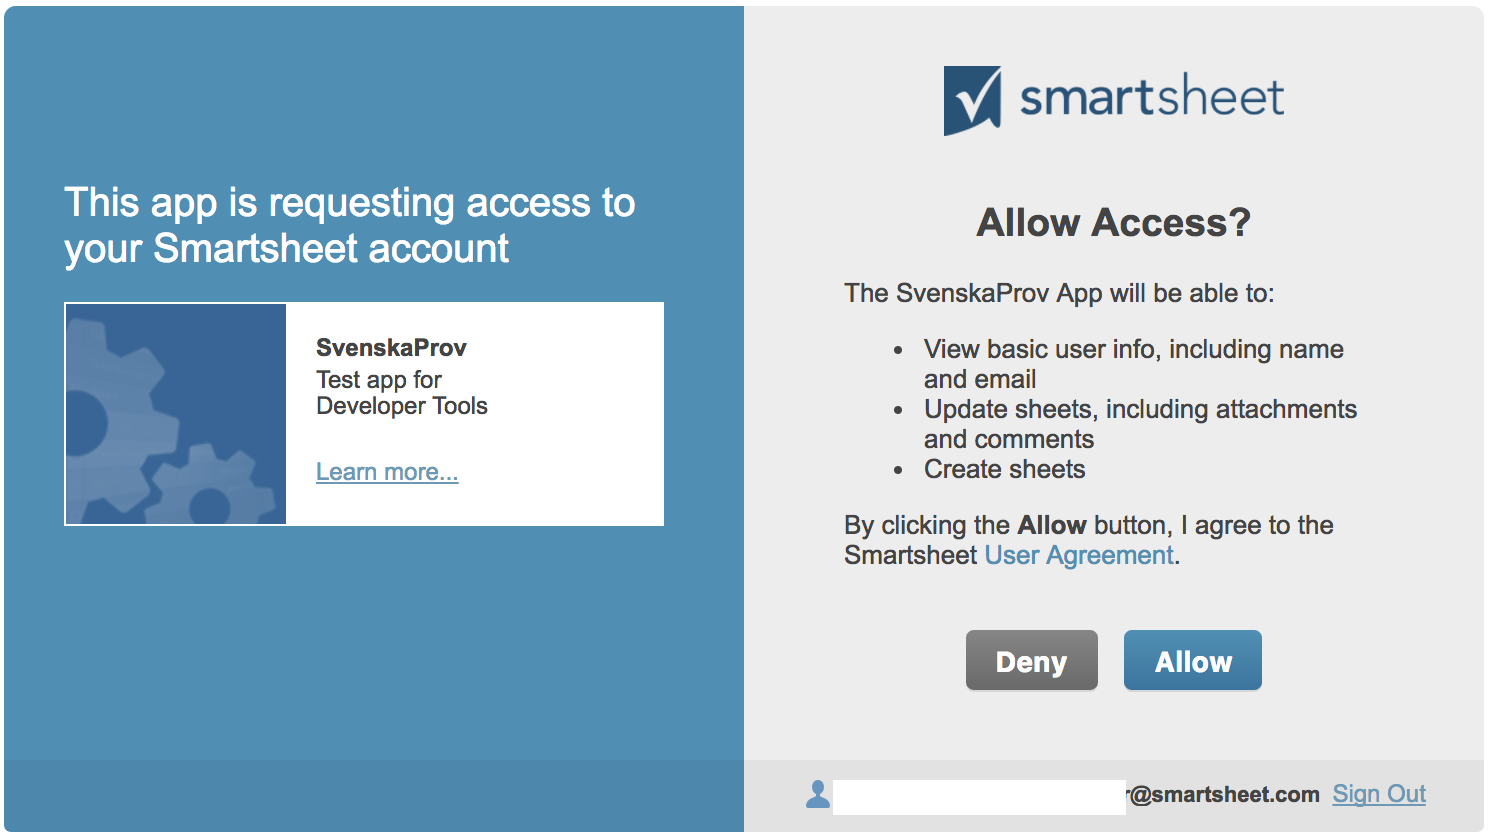 This app is requesting access to
your Smartsheet account
SvenskaProv
Test app for
Developer Tools
Learn more...
smartsheet
Allow Access?
The SvenskaProv App will be able to:
• View basic user info, including name
and email
• Update sheets, including attachments
and comments
• Create sheets
By clicking the Allow button, I agree to the
Smartsheet User Agreement.
Deny Allow
r@smartsheet.com Sign Out